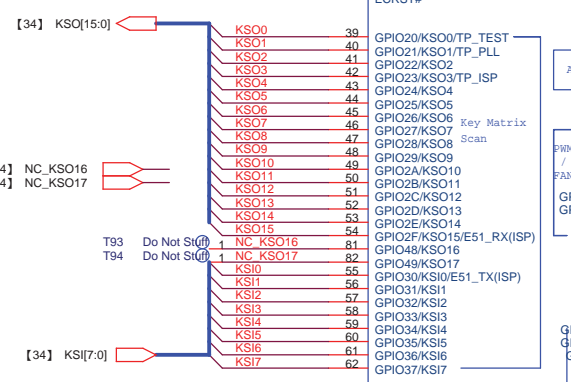 【34】 KSO[15:0]
KSO0 39 GPIO20/KSO0/TP_TEST
KSO1 40 GPIO21/KSO1/TP_PLL
KSO2 41 GPIO22/KSO2
KSO3 42 GPIO23/KSO3/TP_ISP
KSO4 43 GPIO24/KSO4
KSO5 44 GPIO25/KSO5
KSO6 45 GPIO26/KSO6
KSO7 46 GPIO27/KSO7
KSO8 47 GPIO28/KSO8
KSO9 48 GPIO29/KSO9
KSO10 49 GPIO2A/KSO10
KSO11 50 GPIO2B/KSO11
KSO12 51 GPIO2C/KSO12
KSO13 52 GPIO2D/KSO13
KSO14 53 GPIO2E/KSO14
KSO15 54 GPIO2F/KSO15/E51_RX(ISP)
Key Matrix
Scan
4】 NC_KSO16
4】 NC_KSO17
T93 Do Not Stuff 1 NC_KSO16 81 GPIO48/KSO16
T94 Do Not Stuff 1 NC_KSO17 82 GPIO49/KSO17
KSI0 55 GPIO30/KSI0/E51_TX(ISP)
KSI1 56 GPIO31/KSI1
KSI2 57 GPIO32/KSI2
KSI3 58 GPIO33/KSI3
KSI4 59 GPIO34/KSI4
KSI5 60 GPIO35/KSI5
KSI6 61 GPIO36/KSI6
KSI7 62 GPIO37/KSI7
【34】 KSI[7:0]
PWM
/
FAN